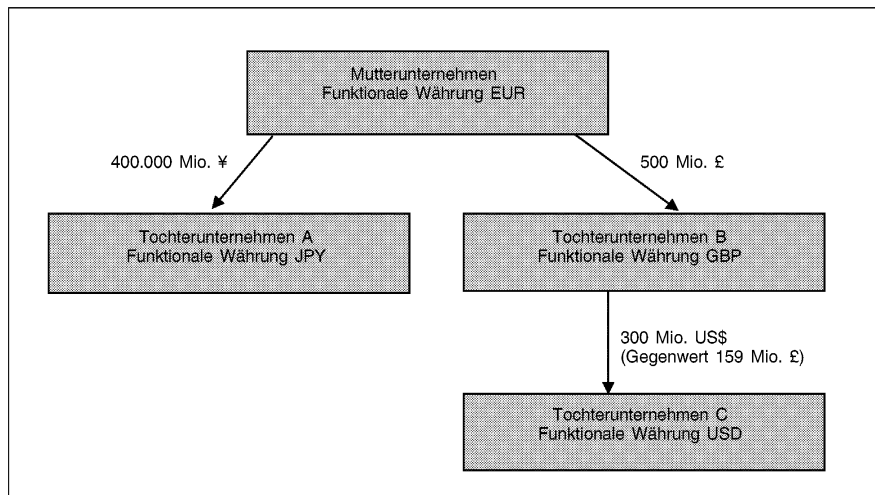 Mutterunternehmen
Funktionale Währung EUR
400.000 Mio. ¥
500 Mio. £
Tochterunternehmen A
Funktionale Währung JPY
Tochterunternehmen B
Funktionale Währung GBP
300 Mio. US$
(Gegenwert 159 Mio. £)
Tochterunternehmen C
Funktionale Währung USD